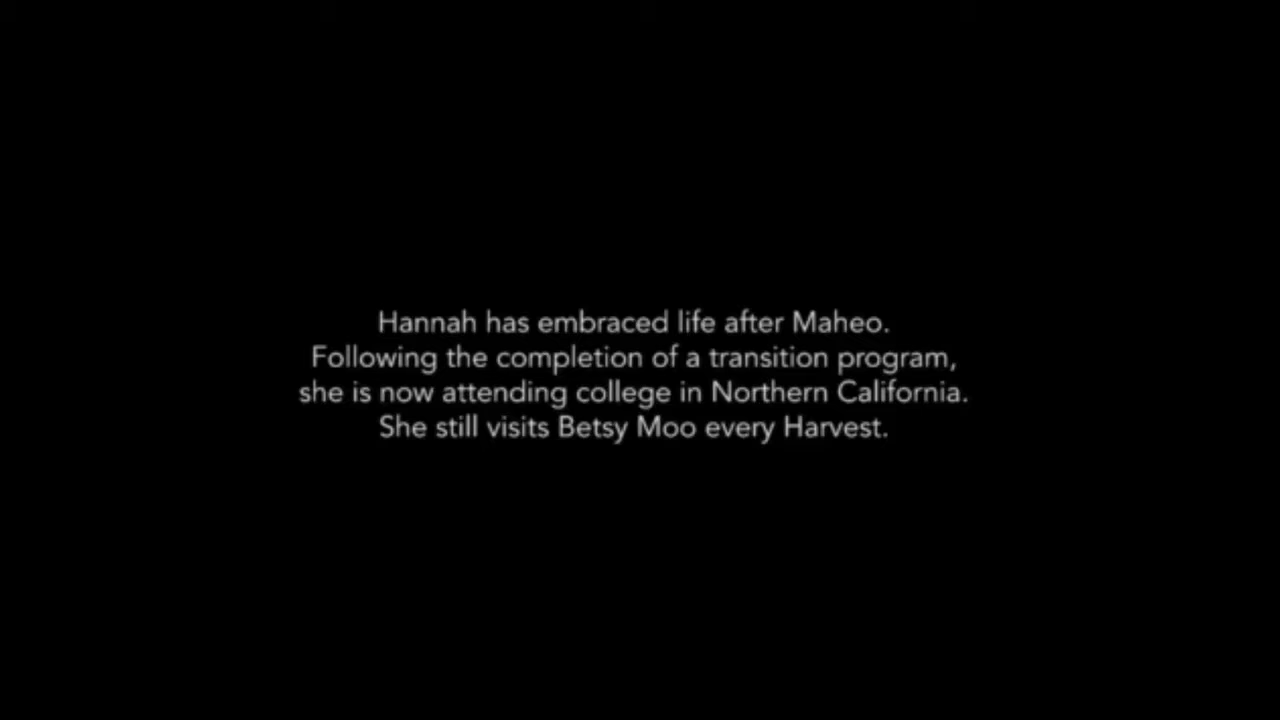 Hannah has embraced life after Maheo.
Following the completion of a transition program,
she is now attending college in Northern California.
She still visits Betsy Moo every Harvest.